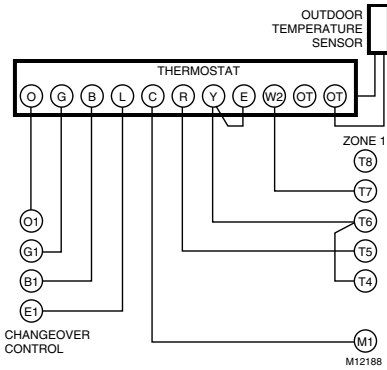 OUTDOOR
TEMPERATURE
SENSOR
THERMOSTAT
O G B L C R Y E W2 OT OT
ZONE 1
T8
T7
O1
T6
G1
T5
B1
T4
E1
CHANGEOVER
CONTROL
M1
M12188